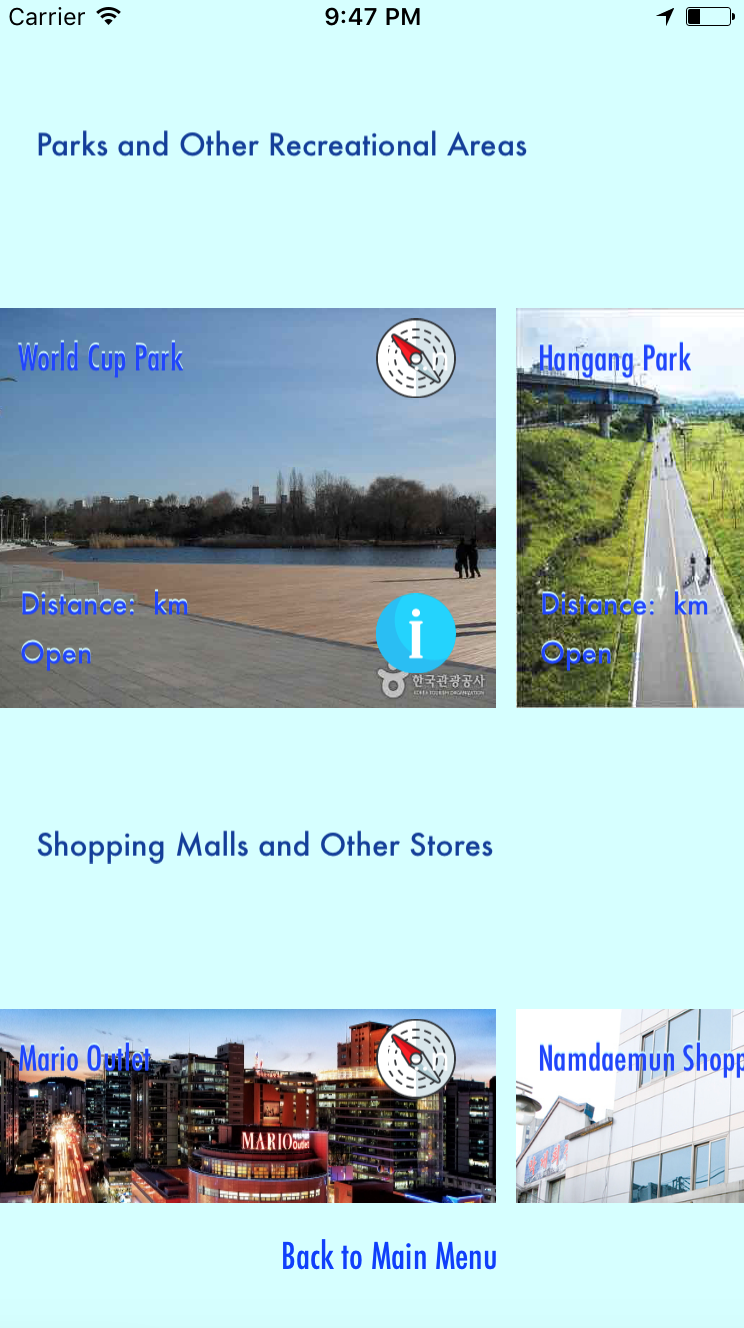 Carrier 9:47 PM
Parks and Other Recreational Areas
World Cup Park
Hangang Park
Distance: km
Open
Distance: km
Open
i
한국관광공사
KOREA TOURISM ORGANIZATION
Shopping Malls and Other Stores
Mario Outlet
Namdaemun Shopp
MARIO Outlet
Back to Main Menu